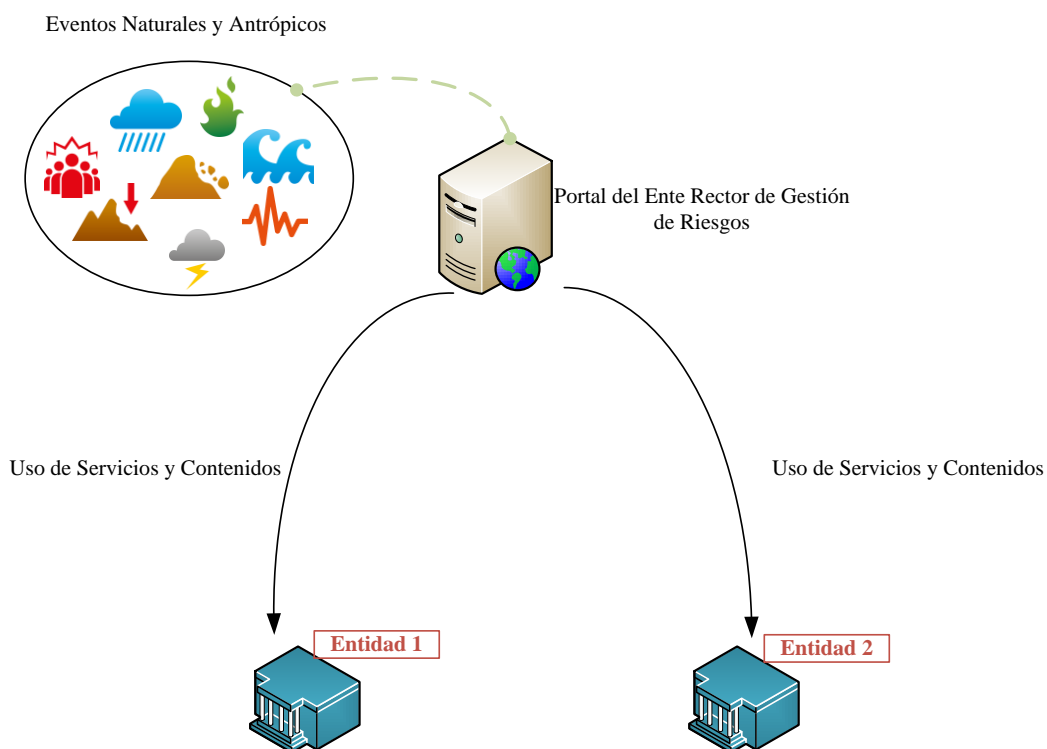 Eventos Naturales y Antrópicos
Portal del Ente Rector de Gestión
de Riesgos
Uso de Servicios y Contenidos
Uso de Servicios y Contenidos
Entidad 1
Entidad 2